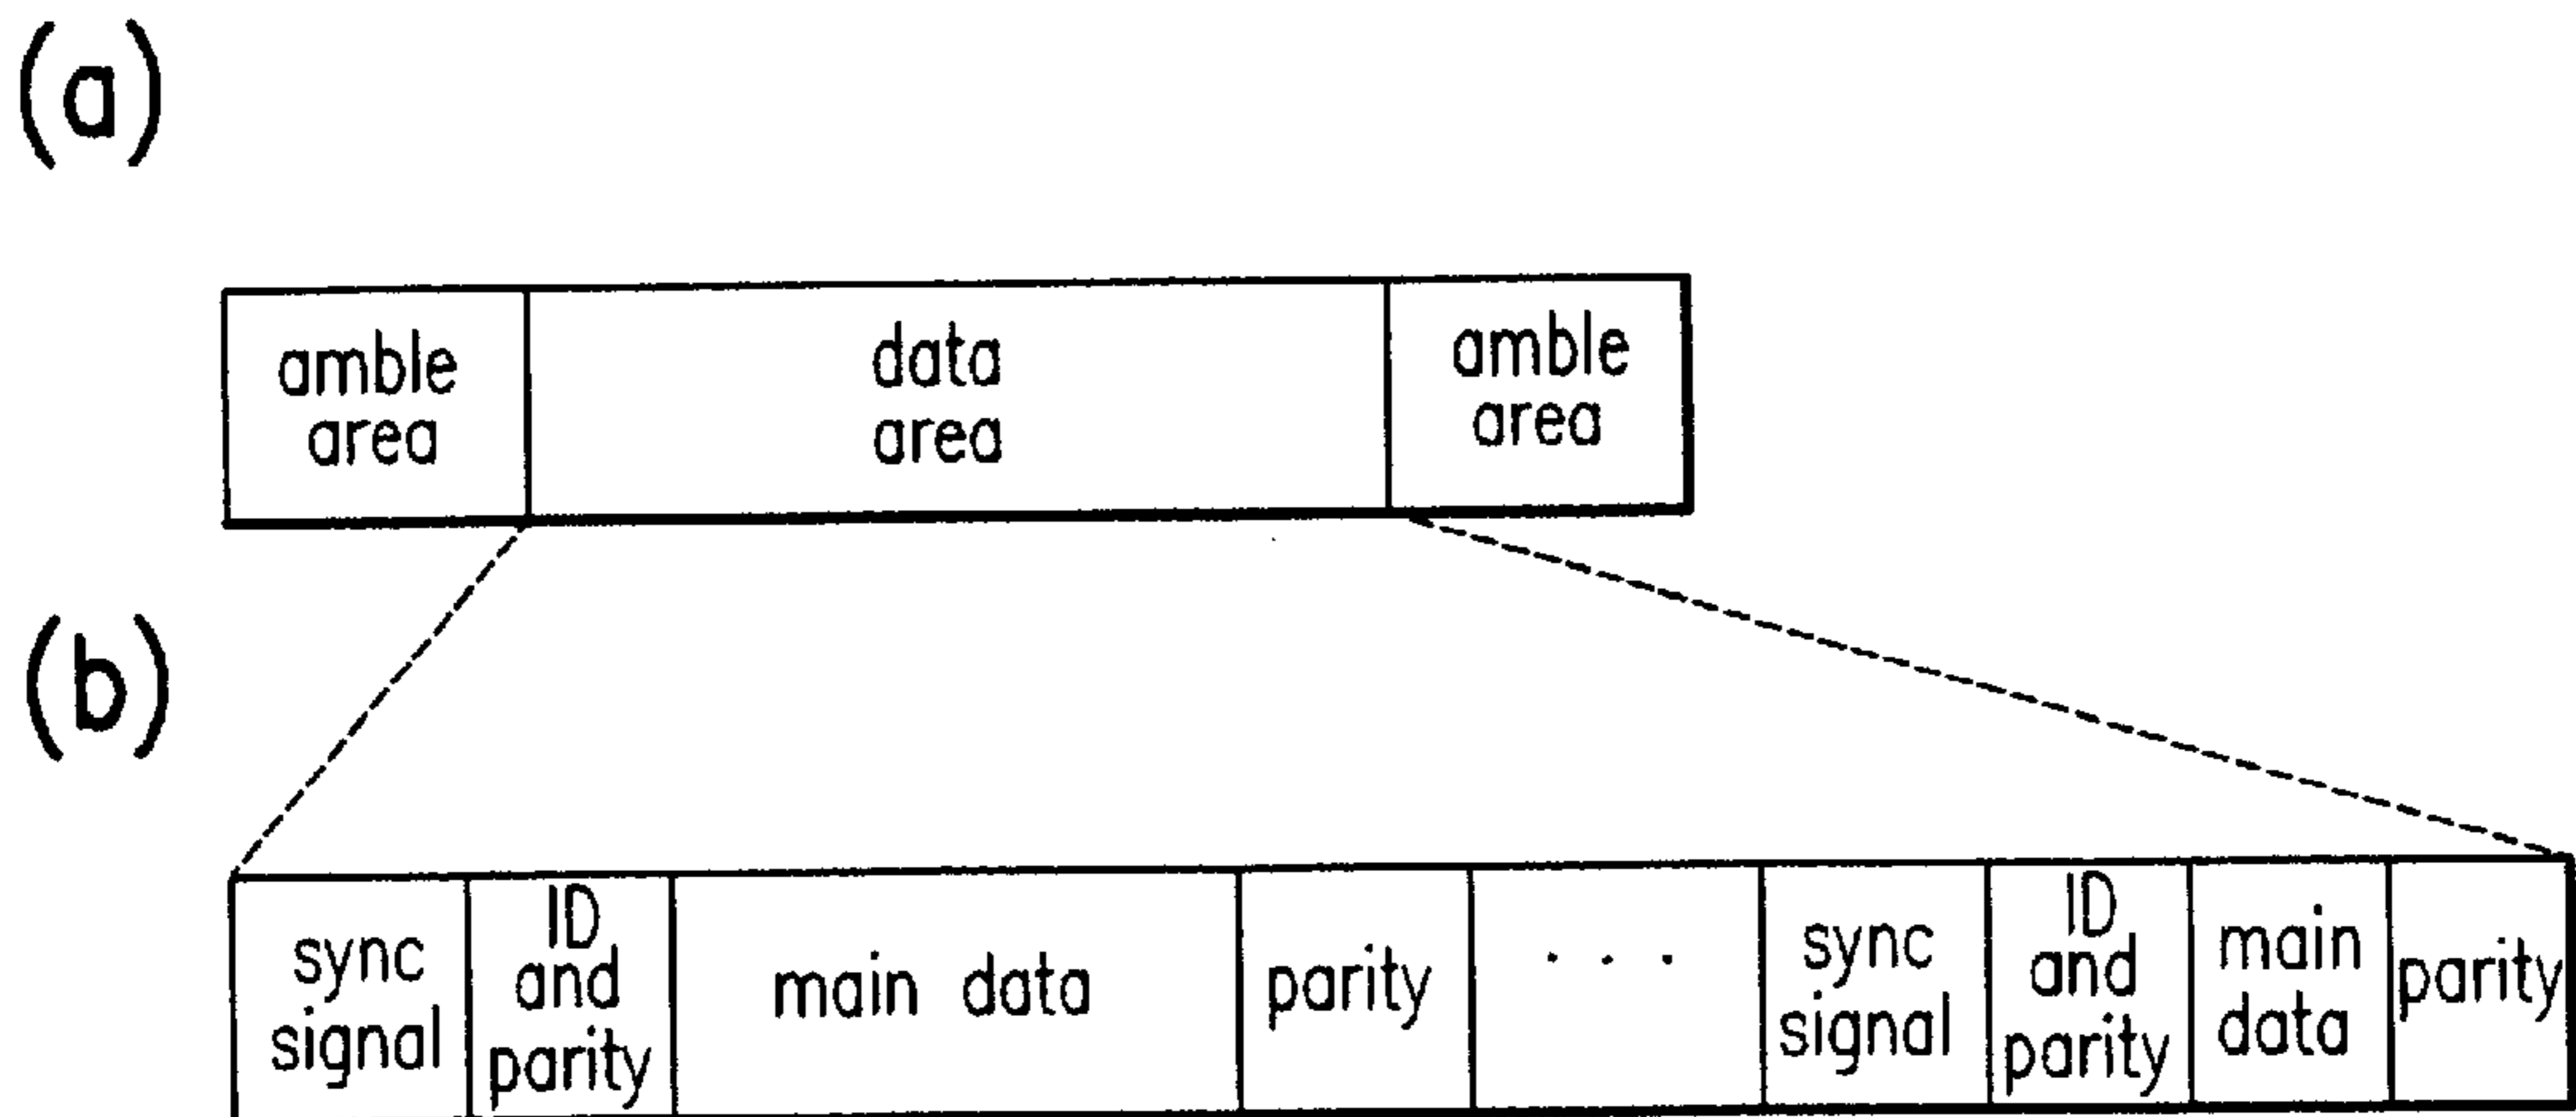 (a)
amble
area
data
area
amble
area
(b)
sync
signal
ID
and
parity
main data
parity
. . .
sync
signal
ID
and
parity
main
data
parity